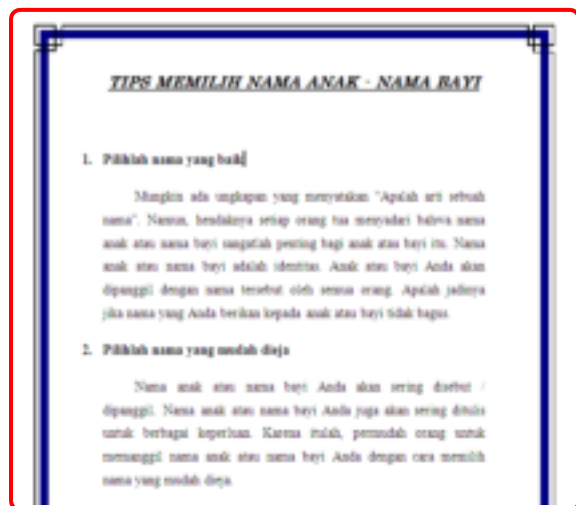 TIPS MEMILIH NAMA ANAK - NAMA BAYI
1. Pilihlah nama yang baik
Mungkin ada ungkapan yang menyatakan "Apalah arti sebuah
nama". Namun, hendaknya setiap orang tua menyadari bahwa nama
anak atau nama bayi sangatlah penting bagi anak atau bayi itu. Nama
anak atau nama bayi adalah identitas. Anak atau bayi Anda akan
dipanggil dengan nama tersebut oleh semua orang. Apalah jadinya
jika nama yang Anda berikan kepada anak atau bayi tidak bagus.
2. Pilihlah nama yang mudah dieja
Nama anak atau nama bayi Anda akan sering disebut /
dipanggil. Nama anak atau nama bayi Anda juga akan sering ditulis
untuk berbagai keperluan. Karena itulah, permudah orang untuk
memanggil nama anak atau nama bayi Anda dengan cara memilih
nama yang mudah dieja.